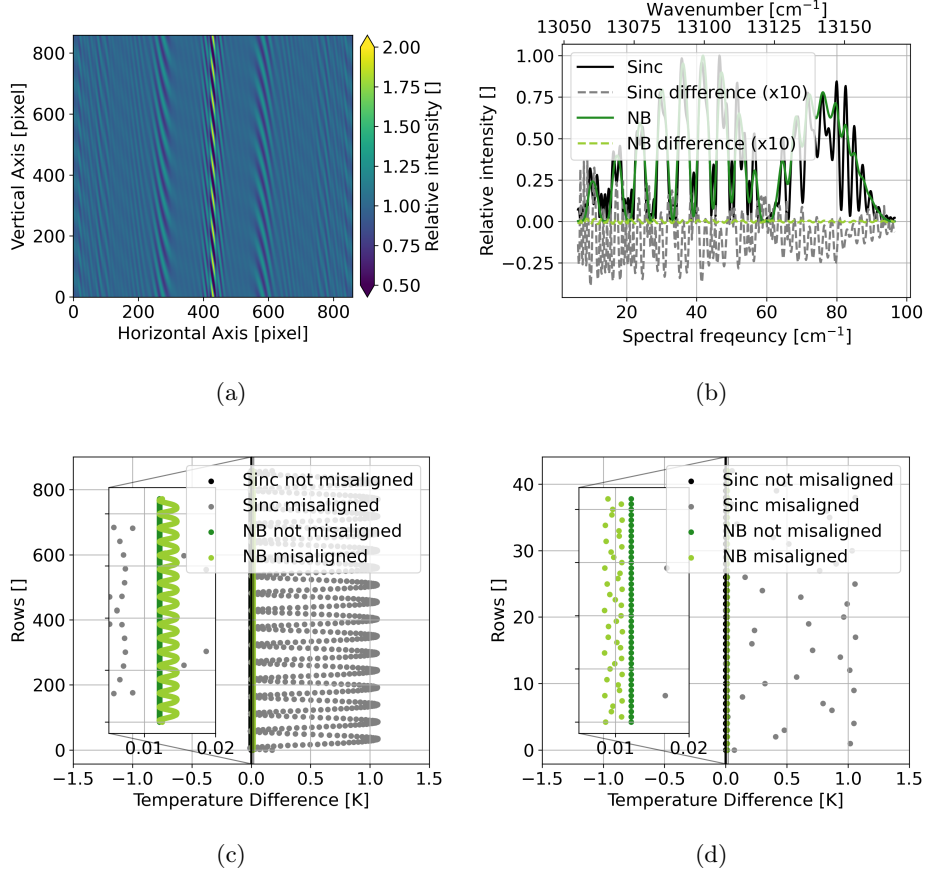 Wavenumber [cm⁻¹]
13050 13075 13100 13125 13150
800
600
400
200
0
Vertical Axis [pixel]
0 200 400 600 800
Horizontal Axis [pixel]
2.00
1.75
1.50
1.25
1.00
0.75
0.50
Relative intensity []
1.00
0.75
0.50
0.25
0.00
−0.25
Relative intensity []
Sinc
Sinc difference (x10)
NB
NB difference (x10)
20 40 60 80 100
Spectral freqeuncy [cm⁻¹]
(a)
(b)
800
600
400
200
0
Rows []
Sinc not misaligned
Sinc misaligned
NB not misaligned
NB misaligned
0.01 0.02
−1.5 −1.0 −0.5 0.0 0.5 1.0 1.5
Temperature Difference [K]
40
30
20
10
0
Rows []
Sinc not misaligned
Sinc misaligned
NB not misaligned
NB misaligned
0.01 0.02
−1.5 −1.0 −0.5 0.0 0.5 1.0 1.5
Temperature Difference [K]
(c)
(d)